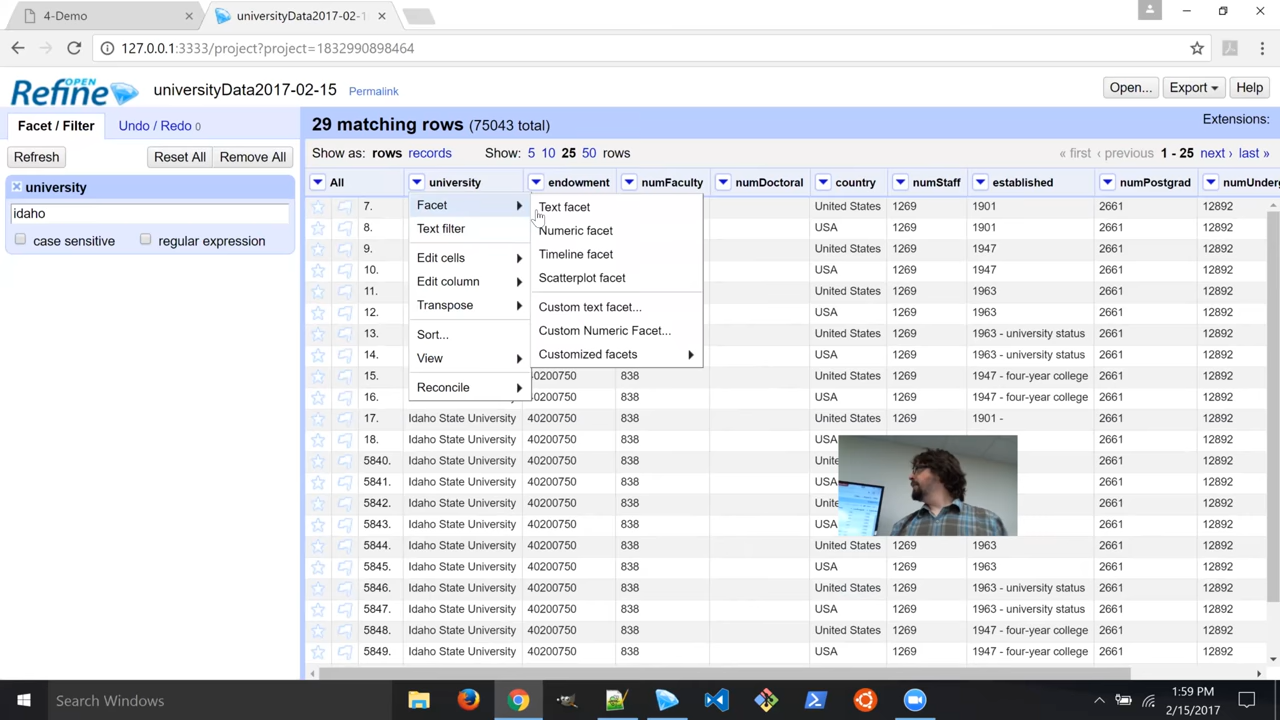 4-Demo
universityData2017-02-1
127.0.0.1:3333/project?project=1832990898464
OPEN Refine universityData2017-02-15 Permalink Open... Export Help
Facet / Filter Undo / Redo 0 29 matching rows (75043 total) Extensions:
Refresh Reset All Remove All Show as: rows records Show: 5 10 25 50 rows « first ‹ previous 1 - 25 next › last »
university
idaho
case sensitive regular expression
All university endowment numFaculty numDoctoral country numStaff established numPostgrad numUnderg
Facet
Text filter
Edit cells
Edit column
Transpose
Sort...
View
Reconcile
Text facet
Numeric facet
Timeline facet
Scatterplot facet
Custom text facet...
Custom Numeric Facet...
Customized facets
7. United States 1269 1901 2661 12892
8. USA 1269 1901 2661 12892
9. United States 1269 1947 2661 12892
10. USA 1269 1947 2661 12892
11. United States 1269 1963 2661 12892
12. USA 1269 1963 2661 12892
13. United States 1269 1963 - university status 2661 12892
14. USA 1269 1963 - university status 2661 12892
15. 40200750 838 United States 1269 1947 - four-year college 2661 12892
16. 40200750 838 USA 1269 1947 - four-year college 2661 12892
17. Idaho State University 40200750 838 United States 1269 1901 - 2661 12892
18. Idaho State University 40200750 838 USA 2661 12892
5840. Idaho State University 40200750 838 Unite 2661 12892
5841. Idaho State University 40200750 838 USA 2661 12892
5842. Idaho State University 40200750 838 Unite 2661 12892
5843. Idaho State University 40200750 838 USA 2661 12892
5844. Idaho State University 40200750 838 United States 1269 1963 2661 12892
5845. Idaho State University 40200750 838 USA 1269 1963 2661 12892
5846. Idaho State University 40200750 838 United States 1269 1963 - university status 2661 12892
5847. Idaho State University 40200750 838 USA 1269 1963 - university status 2661 12892
5848. Idaho State University 40200750 838 United States 1269 1947 - four-year college 2661 12892
5849. Idaho State University 40200750 838 USA 1269 1947 - four-year college 2661 12892
Search Windows
1:59 PM
2/15/2017